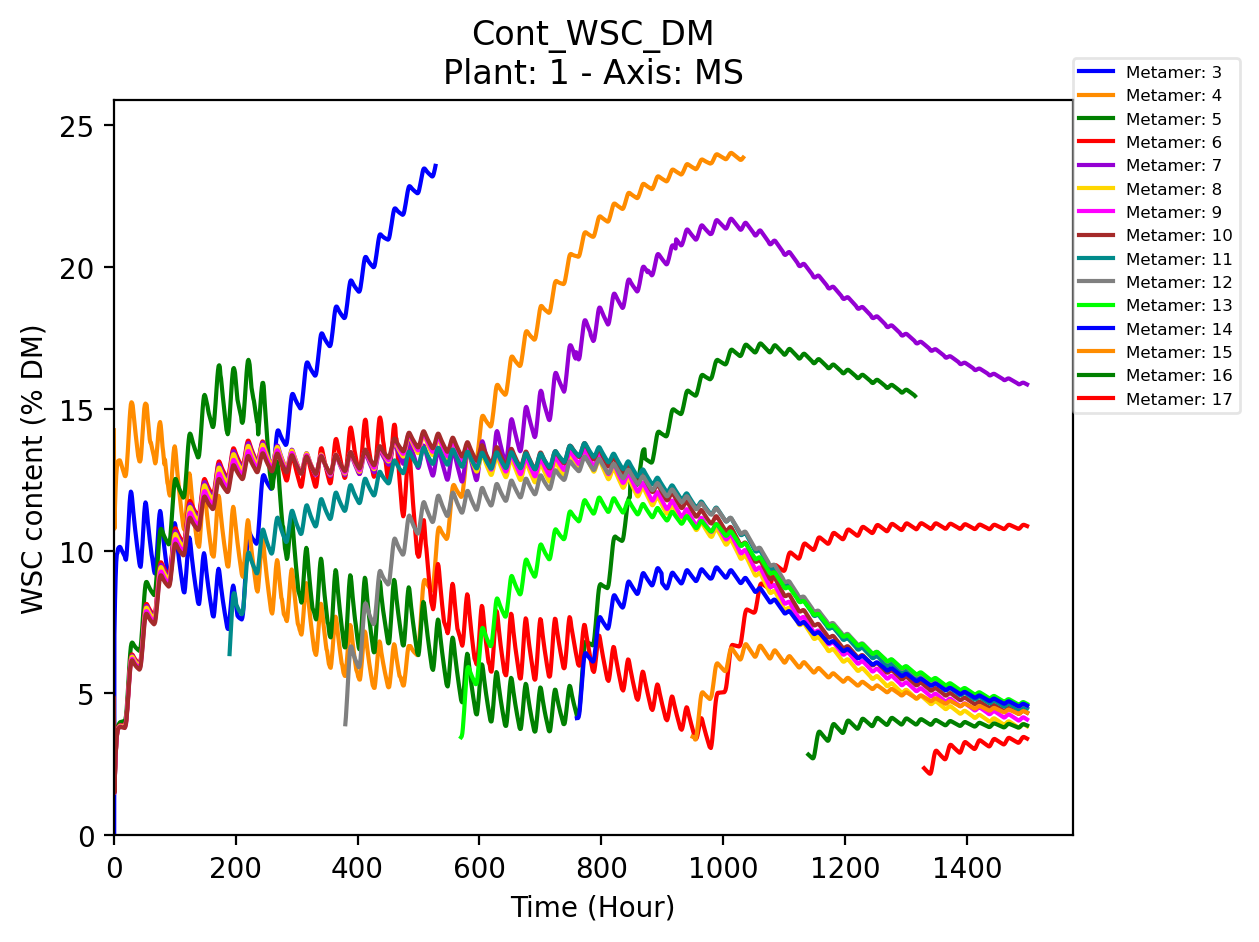 Cont_WSC_DM
Plant: 1 - Axis: MS
Metamer: 3
Metamer: 4
Metamer: 5
Metamer: 6
Metamer: 7
Metamer: 8
Metamer: 9
Metamer: 10
Metamer: 11
Metamer: 12
Metamer: 13
Metamer: 14
Metamer: 15
Metamer: 16
Metamer: 17
WSC content (% DM)
25
20
15
10
5
0
0 200 400 600 800 1000 1200 1400
Time (Hour)